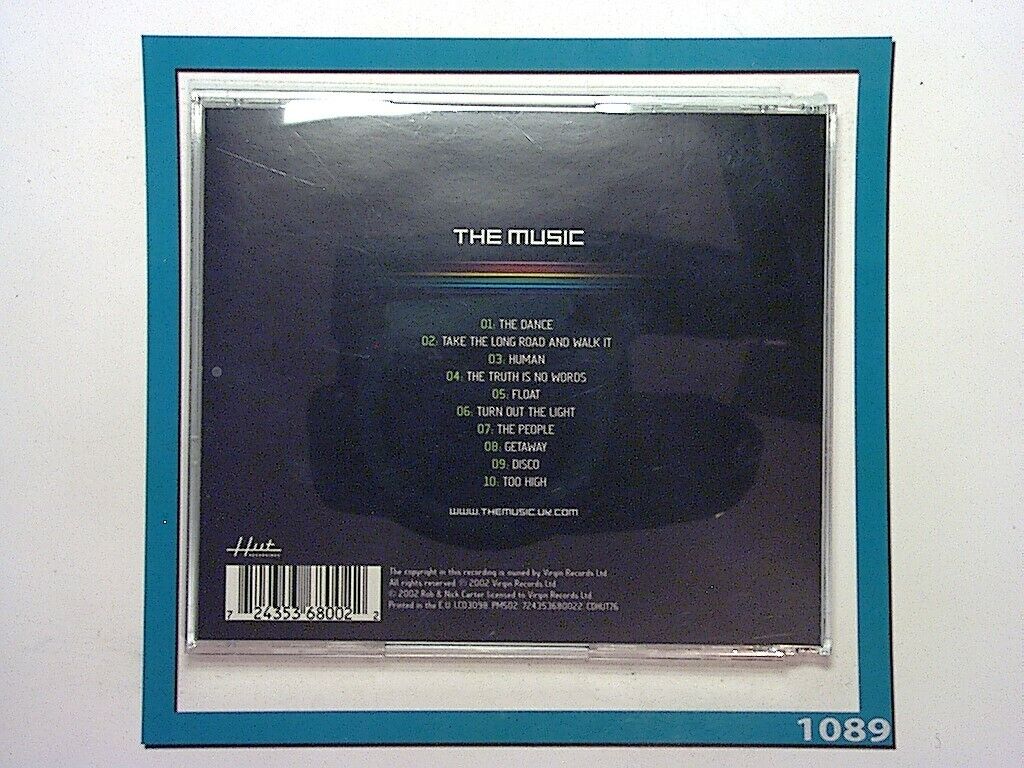 THE MUSIC
01: THE DANCE
02: TAKE THE LONG ROAD AND WALK IT
03: HUMAN
04: THE TRUTH IS NO WORDS
05: FLOAT
06: TURN OUT THE LIGHT
07: THE PEOPLE
08: GETAWAY
09: DISCO
10: TOO HIGH
WWW.THEMUSIC.UK.COM
Hut
RECORDINGS
The copyright in this recording is owned by Virgin Records Ltd
All rights reserved. ℗ 2002 Virgin Records Ltd.
© 2002 Rob & Nick Carter licensed to Virgin Records Ltd.
Printed in the E.U. LC03098. PM502. 724353680022. CDHUT76
7 24353 68002 2
1089